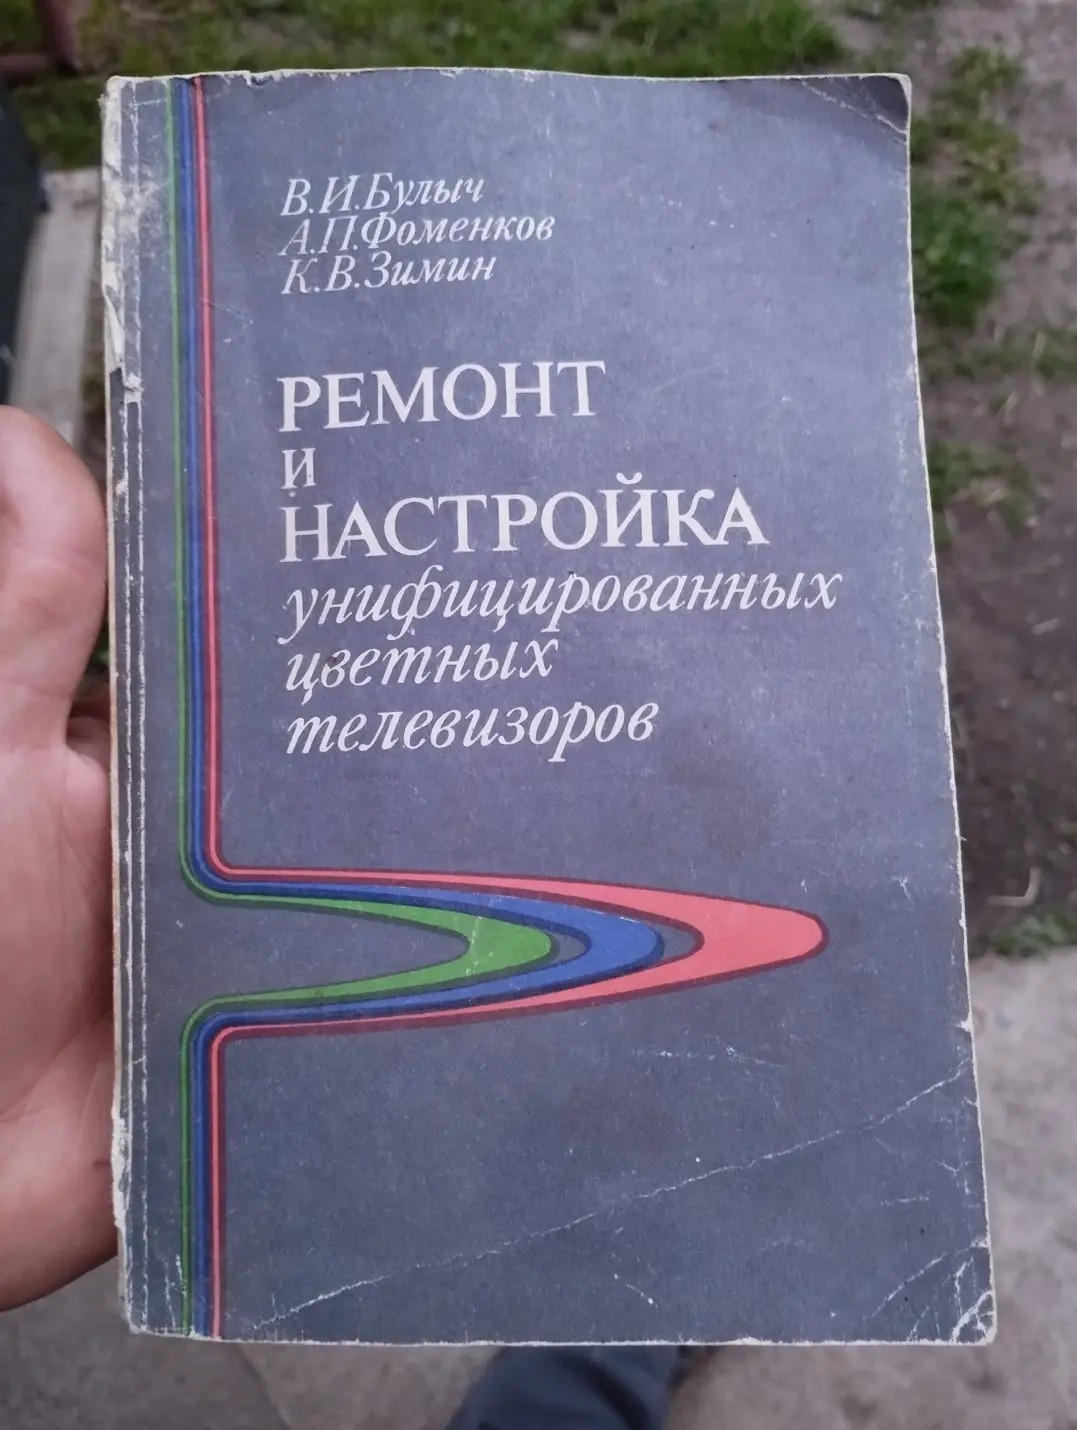 В.И.Булыч
А.П.Фоменков
К.В.Зимин
РЕМОНТ
И
НАСТРОЙКА
унифицированных
цветных
телевизоров